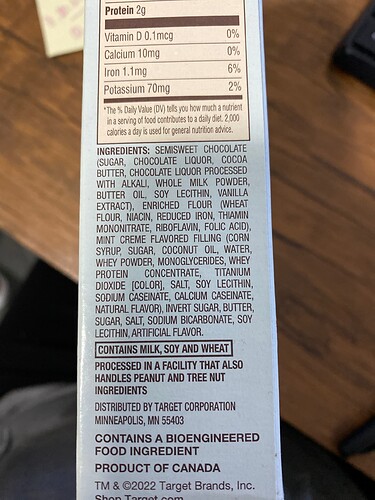 Protein 2g
Vitamin D 0.1mcg 0%
Calcium 10mg 0%
Iron 1.1mg 6%
Potassium 70mg 2%
*The % Daily Value (DV) tells you how much a nutrient
in a serving of food contributes to a daily diet. 2,000
calories a day is used for general nutrition advice.
INGREDIENTS: SEMISWEET CHOCOLATE
(SUGAR, CHOCOLATE LIQUOR, COCOA
BUTTER, CHOCOLATE LIQUOR PROCESSED
WITH ALKALI, WHOLE MILK POWDER,
BUTTER OIL, SOY LECITHIN, VANILLA
EXTRACT), ENRICHED FLOUR (WHEAT
FLOUR, NIACIN, REDUCED IRON, THIAMIN
MONONITRATE, RIBOFLAVIN, FOLIC ACID),
MINT CREME FLAVORED FILLING (CORN
SYRUP, SUGAR, COCONUT OIL, WATER,
WHEY POWDER, MONOGLYCERIDES, WHEY
PROTEIN CONCENTRATE, TITANIUM
DIOXIDE [COLOR], SALT, SOY LECITHIN,
SODIUM CASEINATE, CALCIUM CASEINATE,
NATURAL FLAVOR), INVERT SUGAR, BUTTER,
SUGAR, SALT, SODIUM BICARBONATE, SOY
LECITHIN, ARTIFICIAL FLAVOR.
CONTAINS MILK, SOY AND WHEAT
PROCESSED IN A FACILITY THAT ALSO
HANDLES PEANUT AND TREE NUT
INGREDIENTS
DISTRIBUTED BY TARGET CORPORATION
MINNEAPOLIS, MN 55403
CONTAINS A BIOENGINEERED
FOOD INGREDIENT
PRODUCT OF CANADA
TM & ©2022 Target Brands, Inc.
Shop Target.com